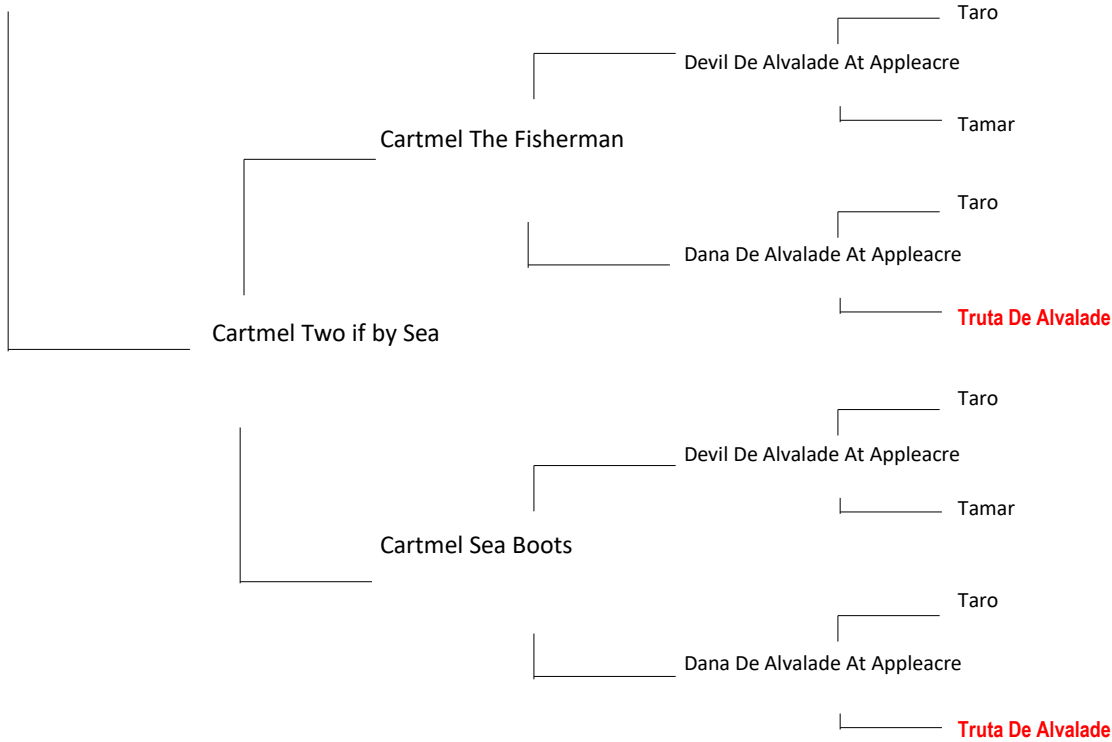 Taro
Devil De Alvalade At Appleacre
Tamar
Cartmel The Fisherman
Taro
Dana De Alvalade At Appleacre
Truta De Alvalade
Cartmel Two if by Sea
Taro
Devil De Alvalade At Appleacre
Tamar
Cartmel Sea Boots
Taro
Dana De Alvalade At Appleacre
Truta De Alvalade